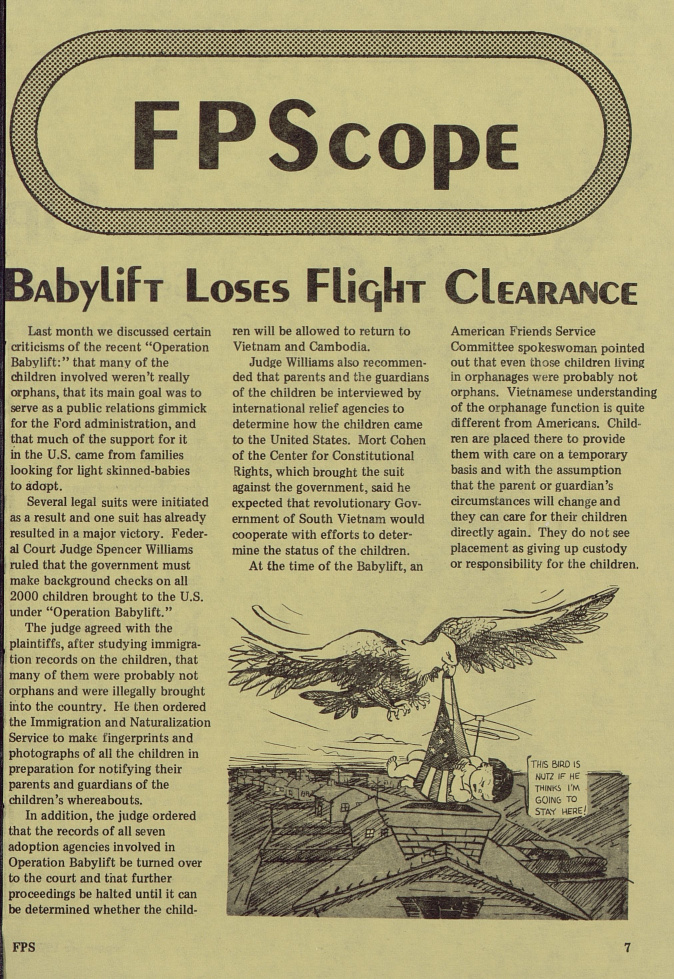 FPScope
Babylift Loses Flight Clearance
Last month we discussed certain
criticisms of the recent "Operation
Babylift:" that many of the
children involved weren't really
orphans, that its main goal was to
serve as a public relations gimmick
for the Ford administration, and
that much of the support for it
in the U.S. came from families
looking for light skinned-babies
to adopt.
Several legal suits were initiated
as a result and one suit has already
resulted in a major victory. Feder-
al Court Judge Spencer Williams
ruled that the government must
make background checks on all
2000 children brought to the U.S.
under "Operation Babylift."
The judge agreed with the
plaintiffs, after studying immigra-
tion records on the children, that
many of them were probably not
orphans and were illegally brought
into the country. He then ordered
the Immigration and Naturalization
Service to make fingerprints and
photographs of all the children in
preparation for notifying their
parents and guardians of the
children's whereabouts.
In addition, the judge ordered
that the records of all seven
adoption agencies involved in
Operation Babylift be turned over
to the court and that further
proceedings be halted until it can
be determined whether the child-
ren will be allowed to return to
Vietnam and Cambodia.
Judge Williams also recommen-
ded that parents and the guardians
of the children be interviewed by
international relief agencies to
determine how the children came
to the United States. Mort Cohen
of the Center for Constitutional
Rights, which brought the suit
against the government, said he
expected that revolutionary Gov-
ernment of South Vietnam would
cooperate with efforts to deter-
mine the status of the children.
At the time of the Babylift, an
American Friends Service
Committee spokeswoman pointed
out that even those children living
in orphanages were probably not
orphans. Vietnamese understanding
of the orphanage function is quite
different from Americans. Child-
ren are placed there to provide
them with care on a temporary
basis and with the assumption
that the parent or guardian's
circumstances will change and
they can care for their children
directly again. They do not see
placement as giving up custody
or responsibility for the children.
THIS BIRD IS
NUTZ IF HE
THINKS I'M
GOING TO
STAY HERE!
FPS
7